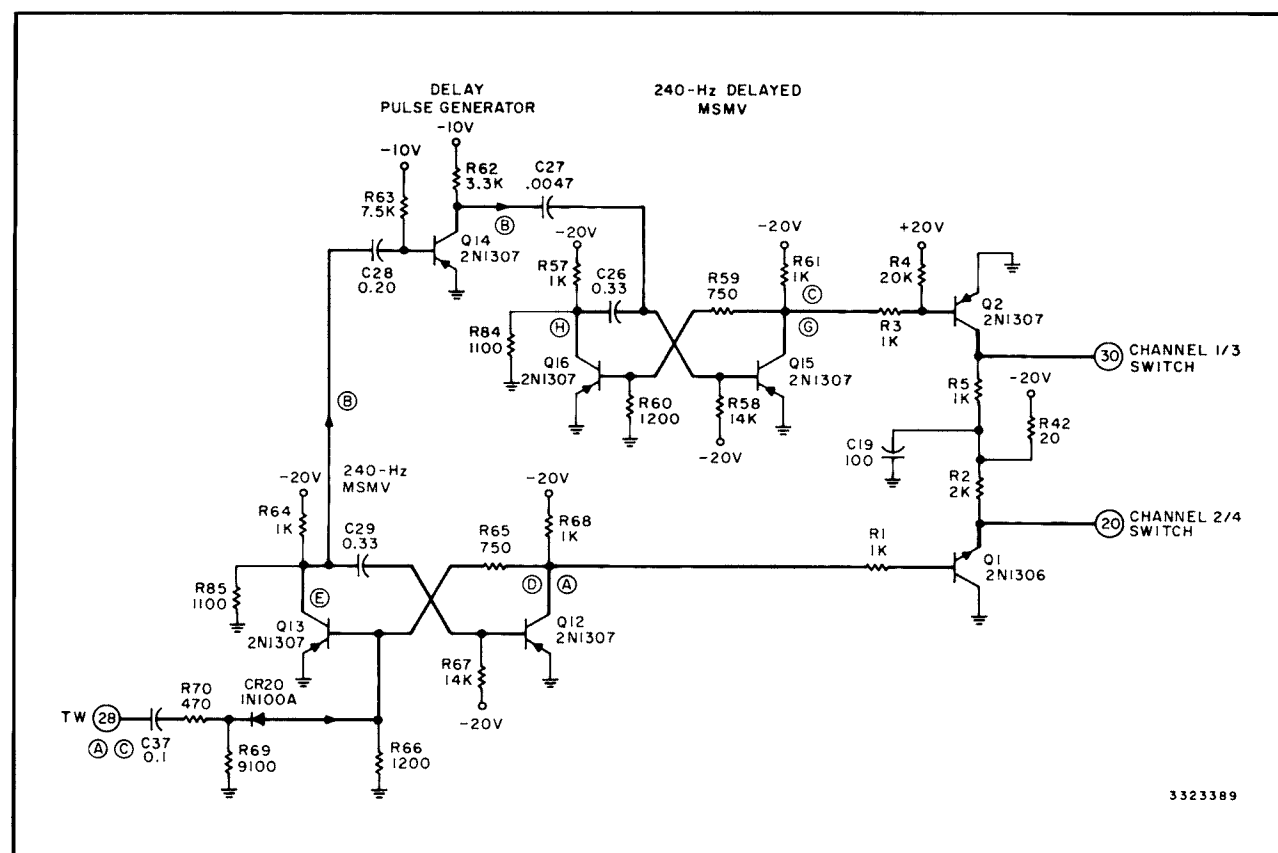 DELAY
PULSE GENERATOR
240-Hz DELAYED
MSMV
-10V
-10V
R62
3.3K
C27
.0047
R63
7.5K
B
Q14
2N1307
C28
0.20
-20V
R57
1K
C26
0.33
R59
750
-20V
R61
1K
C
G
+20V
R4
20K
R3
1K
Q2
2N1307
R84
1100
H
Q16
2N1307
Q15
2N1307
R60
1200
R58
14K
-20V
30 CHANNEL 1/3
SWITCH
R5
1K
-20V
R42
20
C19
100
R2
2K
B
240-Hz
MSMV
-20V
R64
1K
C29
0.33
R65
750
-20V
R68
1K
R1
1K
20 CHANNEL 2/4
SWITCH
Q1
2N1306
R85
1100
E
D A
Q13
2N1307
Q12
2N1307
R67
14K
-20V
TW 28
A C
C37
0.1
R70
470
CR20
1N100A
R69
9100
R66
1200
3323389